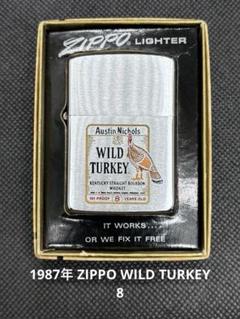 ZIPPO LIGHTER
Austin Nichols
WILD
TURKEY
KENTUCKY STRAIGHT BOURBON
WHISKEY
101 PROOF 8 YEARS OLD
IT WORKS...
OR WE FIX IT FREE
1987年 ZIPPO WILD TURKEY
8